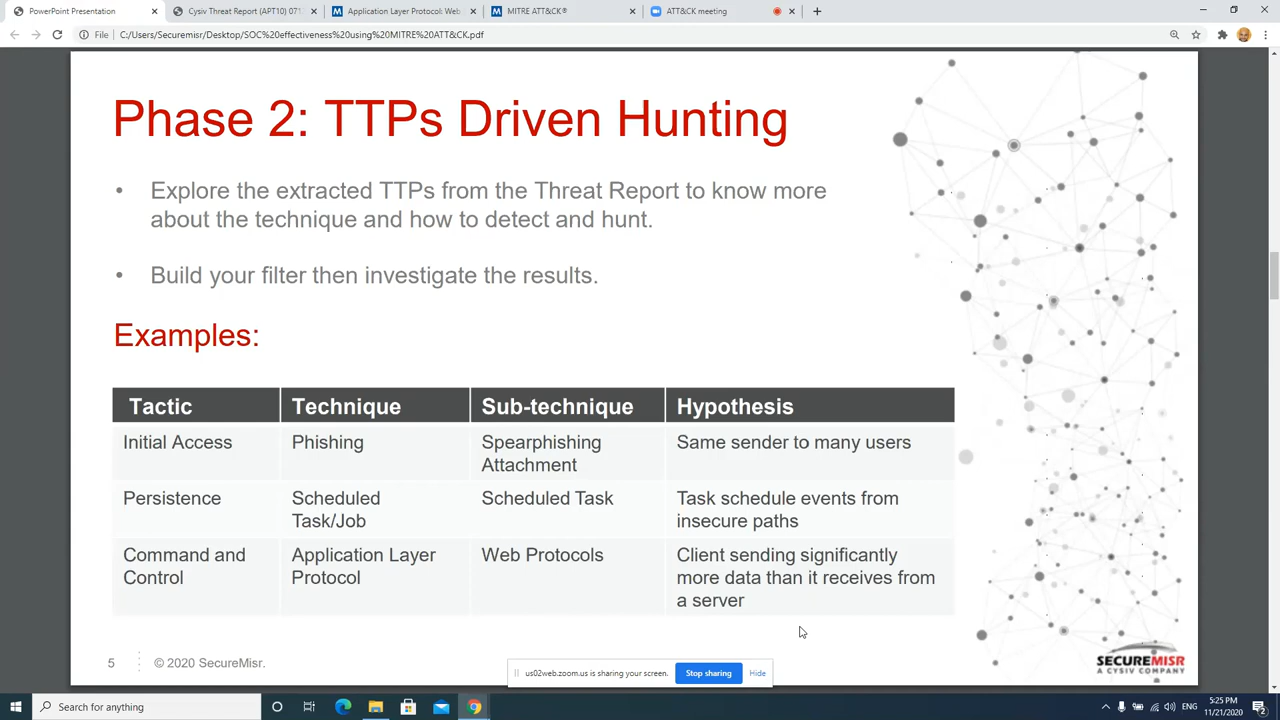 PowerPoint Presentation
Cysiv Threat Report (APT10) 071
Application Layer Protocol: Web
MITRE ATT&CK®
ATT&CK meeting
File
C:/Users/Securemisr/Desktop/SOC%20effectiveness%20using%20MITRE%20ATT&CK.pdf
Phase 2: TTPs Driven Hunting
• Explore the extracted TTPs from the Threat Report to know more
about the technique and how to detect and hunt.
• Build your filter then investigate the results.
Examples:
Tactic Technique Sub-technique Hypothesis
Initial Access Phishing Spearphishing Same sender to many users
Attachment
Persistence Scheduled Scheduled Task Task schedule events from
Task/Job insecure paths
Command and Application Layer Web Protocols Client sending significantly
Control Protocol more data than it receives from
a server
5 © 2020 SecureMisr.
SECUREMISR
A CYSIV COMPANY
us02web.zoom.us is sharing your screen. Stop sharing Hide
Search for anything
ENG
5:25 PM
11/21/2020
2